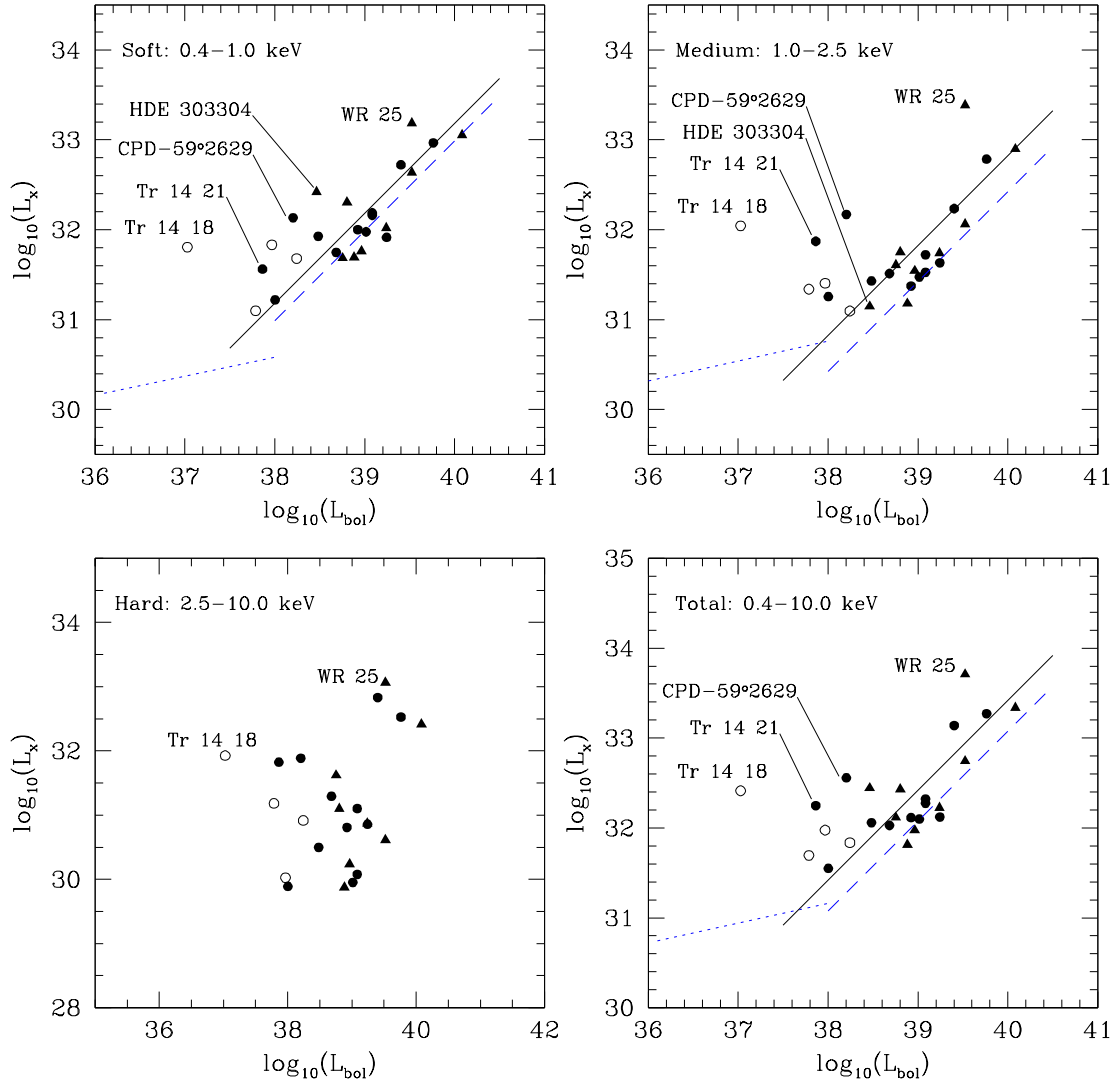 Soft: 0.4–1.0 keV
HDE 303304
WR 25
CPD–59°2629
Tr 14 21
Tr 14 18
34
33
32
31
30
log10(Lx)
36 37 38 39 40 41
log10(Lbol)
Medium: 1.0–2.5 keV
CPD–59°2629
WR 25
HDE 303304
Tr 14 21
Tr 14 18
34
33
32
31
30
log10(Lx)
36 37 38 39 40 41
log10(Lbol)
Hard: 2.5–10.0 keV
WR 25
Tr 14 18
34
32
30
28
log10(Lx)
36 38 40 42
log10(Lbol)
Total: 0.4–10.0 keV
WR 25
CPD–59°2629
Tr 14 21
Tr 14 18
35
34
33
32
31
30
log10(Lx)
36 37 38 39 40 41
log10(Lbol)